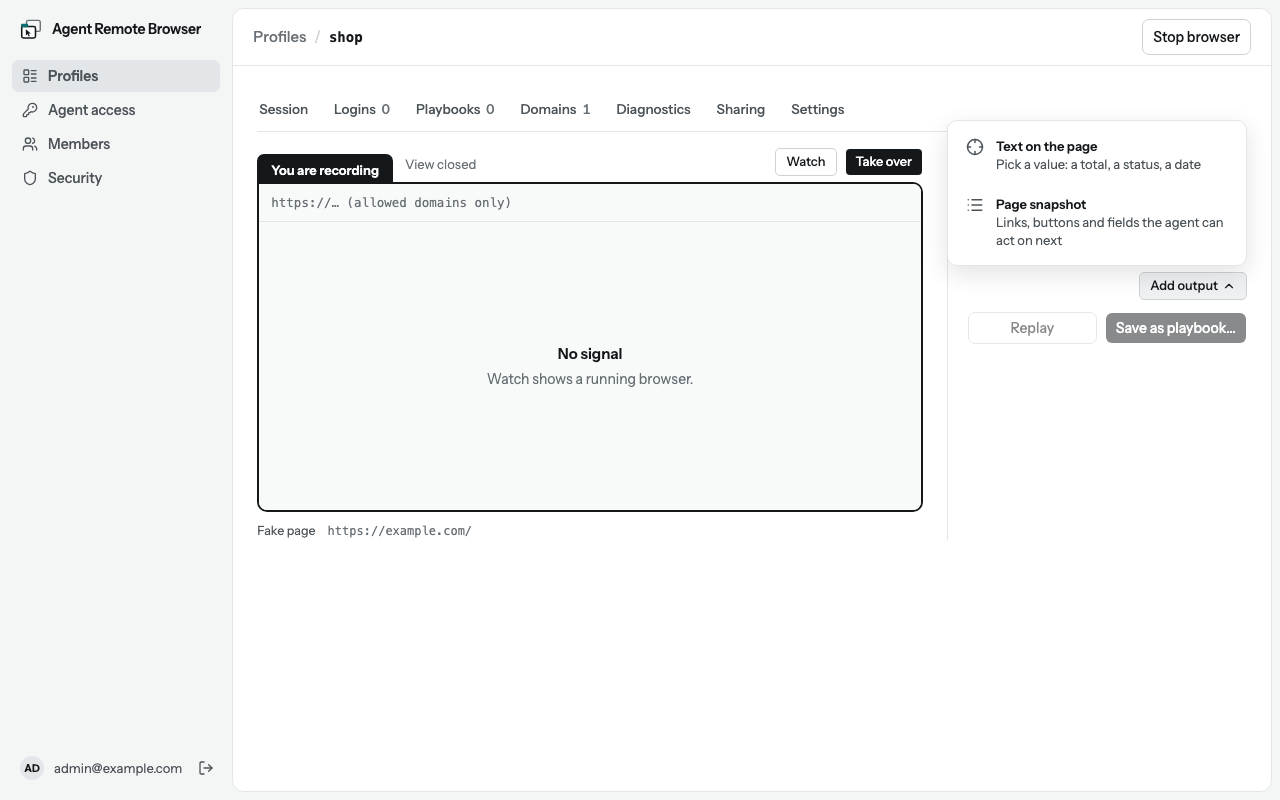 Agent Remote Browser
Profiles
Agent access
Members
Security
AD admin@example.com
Profiles / shop
Stop browser
Session Logins 0 Playbooks 0 Domains 1 Diagnostics Sharing Settings
You are recording View closed Watch Take over
https://… (allowed domains only)
No signal
Watch shows a running browser.
Fake page https://example.com/
Text on the page
Pick a value: a total, a status, a date
Page snapshot
Links, buttons and fields the agent can
act on next
Add output
Replay Save as playbook…